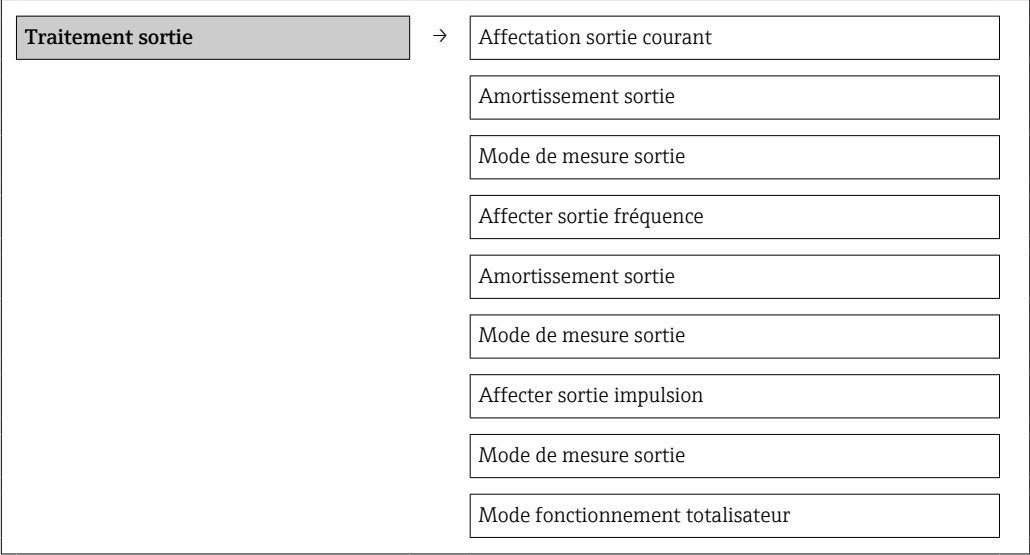 Traitement sortie → Affectation sortie courant
Amortissement sortie
Mode de mesure sortie
Affecter sortie fréquence
Amortissement sortie
Mode de mesure sortie
Affecter sortie impulsion
Mode de mesure sortie
Mode fonctionnement totalisateur